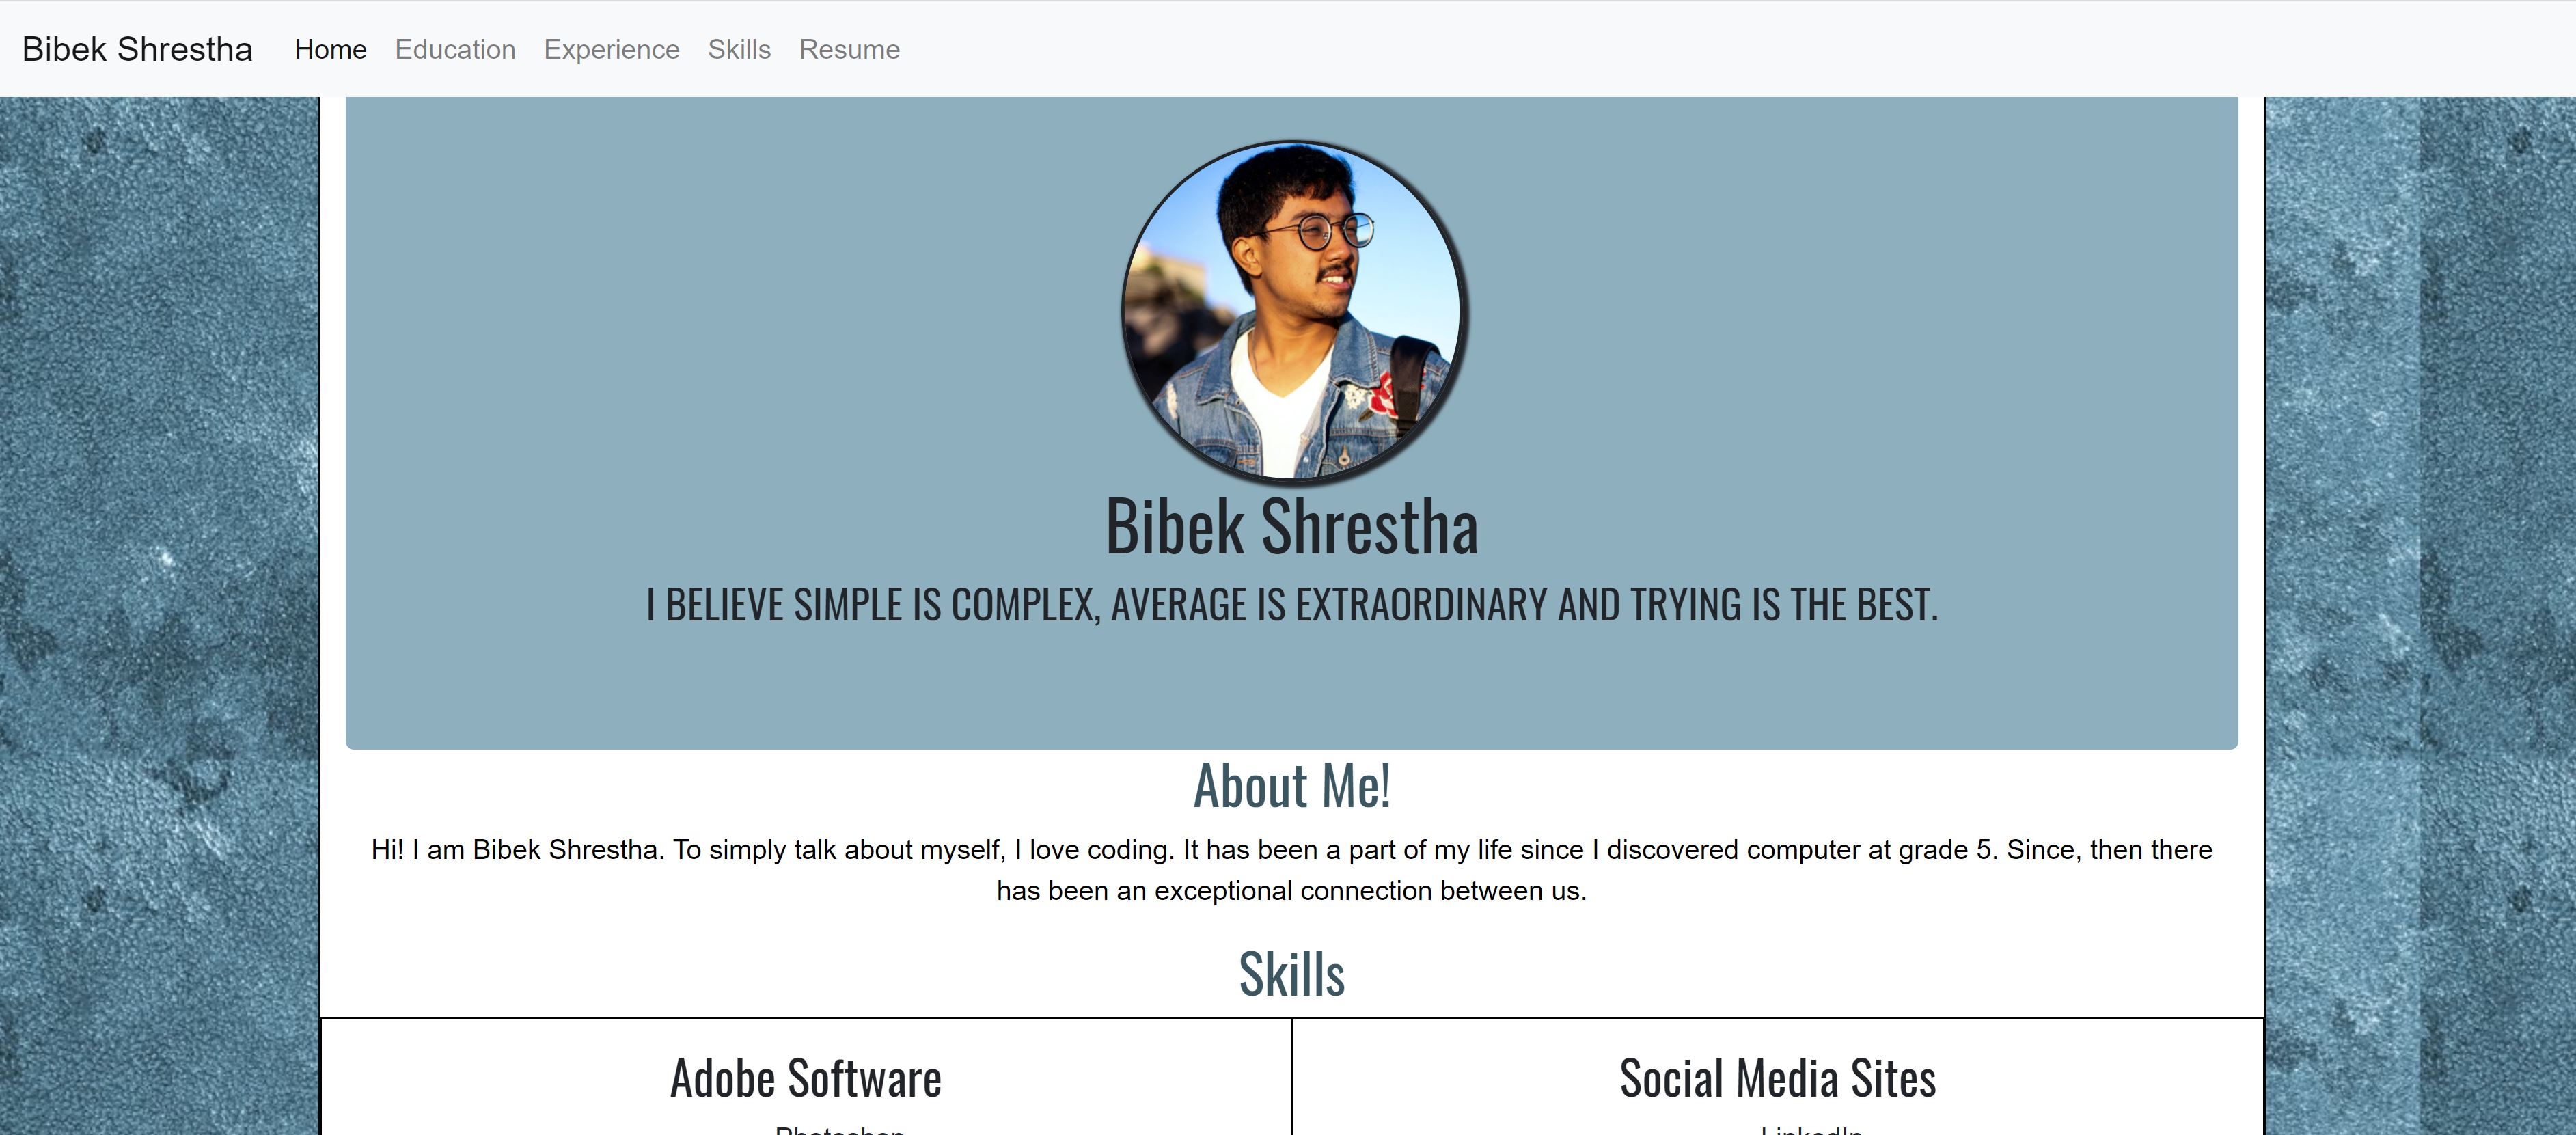 Bibek Shrestha Home Education Experience Skills Resume
Bibek Shrestha
I BELIEVE SIMPLE IS COMPLEX, AVERAGE IS EXTRAORDINARY AND TRYING IS THE BEST.
About Me!
Hi! I am Bibek Shrestha. To simply talk about myself, I love coding. It has been a part of my life since I discovered computer at grade 5. Since, then there
has been an exceptional connection between us.
Skills
Adobe Software
Photoshop
Social Media Sites
LinkedIn